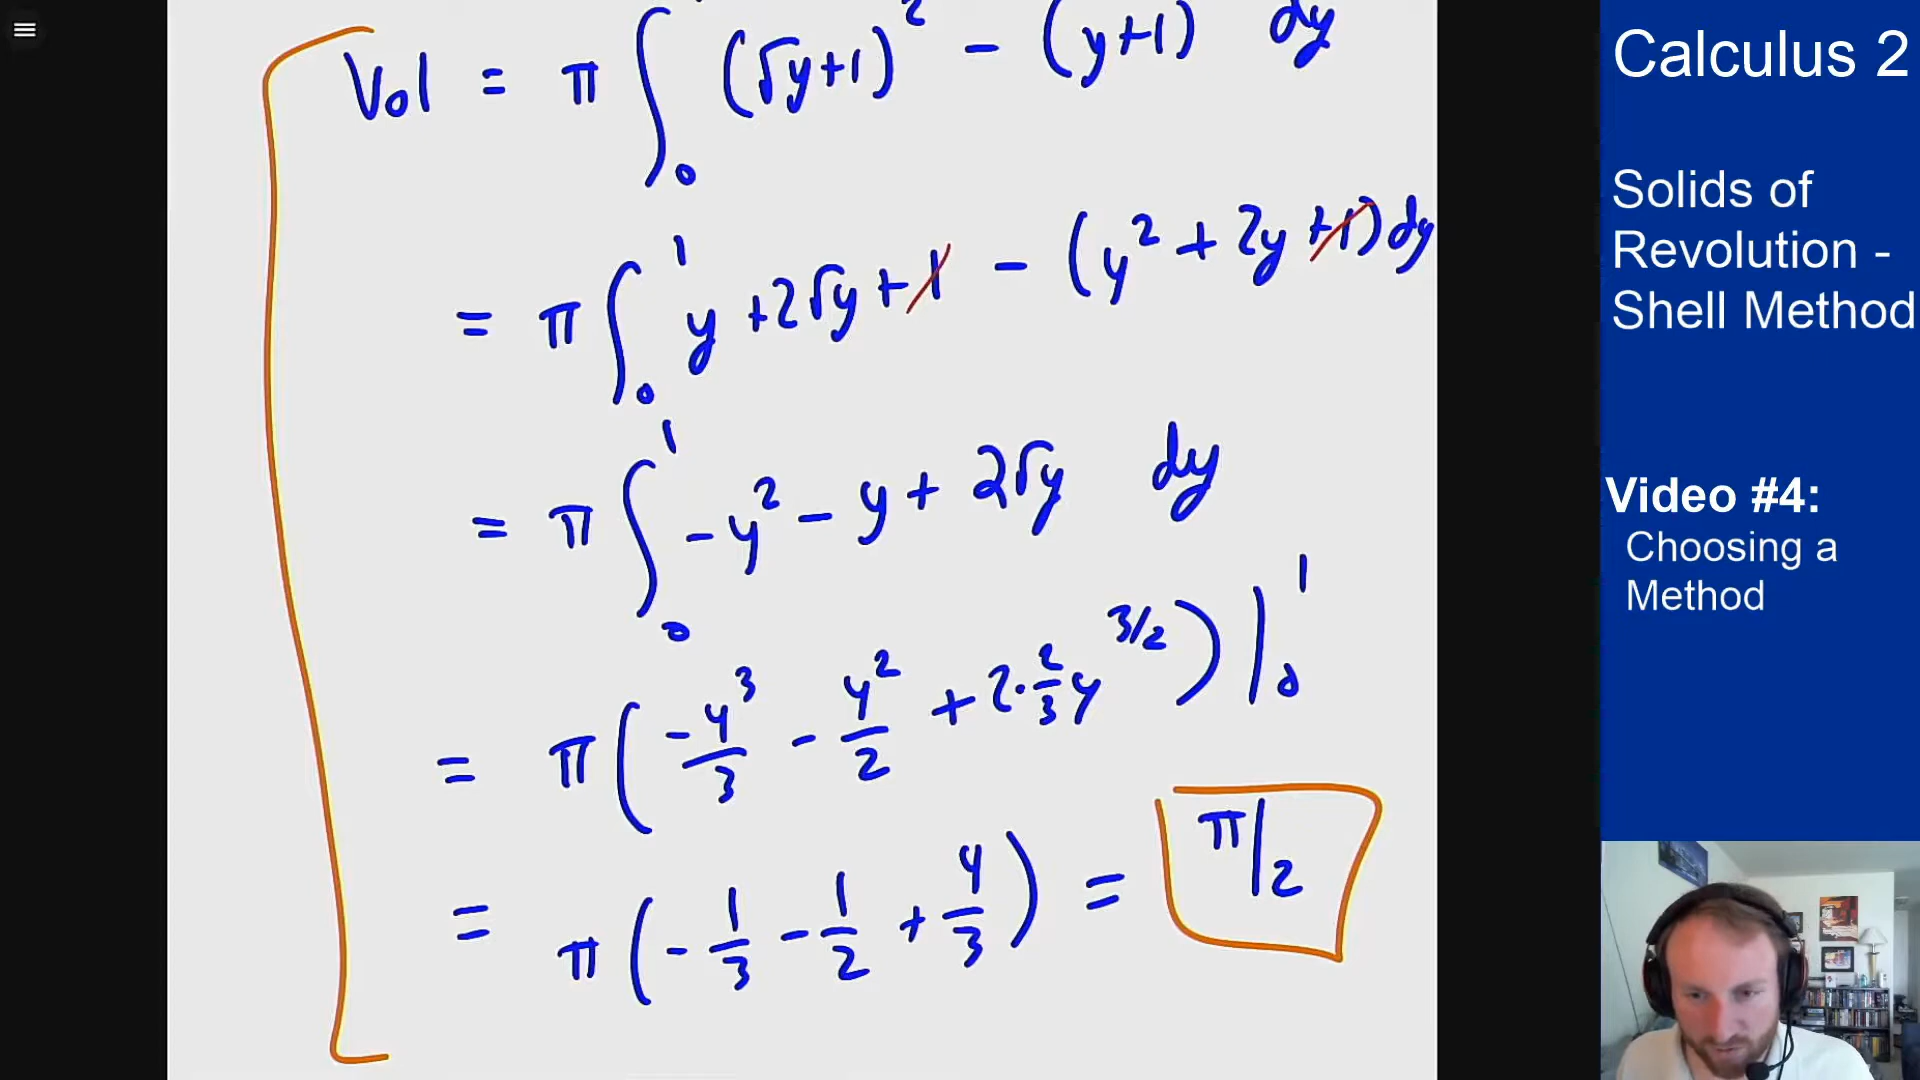 Vol = π ∫₀ (√y+1)² − (y+1) dy
= π ∫₀¹ y + 2√y + 1 − (y² + 2y + 1) dy
= π ∫₀¹ −y² − y + 2√y dy
= π ( −y³/3 − y²/2 + 2·2/3 y^(3/2) ) |₀¹
= π ( −1/3 − 1/2 + 4/3 ) = π/2
Calculus 2
Solids of
Revolution -
Shell Method
Video #4:
Choosing a
Method